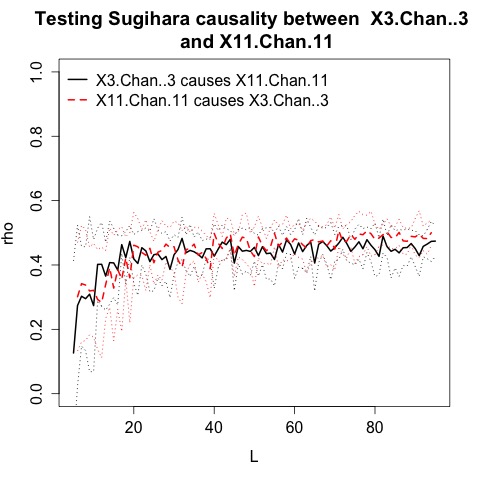 Testing Sugihara causality between  X3.Chan..3
and X11.Chan.11
X3.Chan..3 causes X11.Chan.11
X11.Chan.11 causes X3.Chan..3
rho
1.0
0.8
0.6
0.4
0.2
0.0
20 40 60 80
L